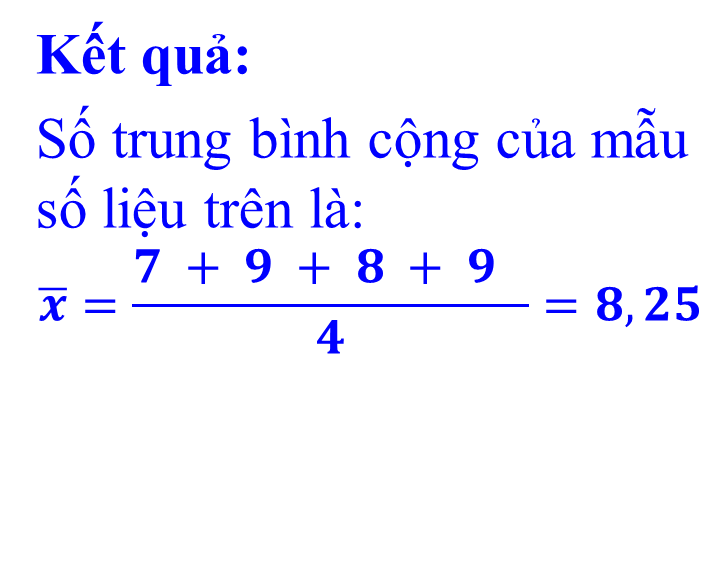 Kết quả:
Số trung bình cộng của mẫu
số liệu trên là:
x̅ = (7 + 9 + 8 + 9) / 4 = 8,25